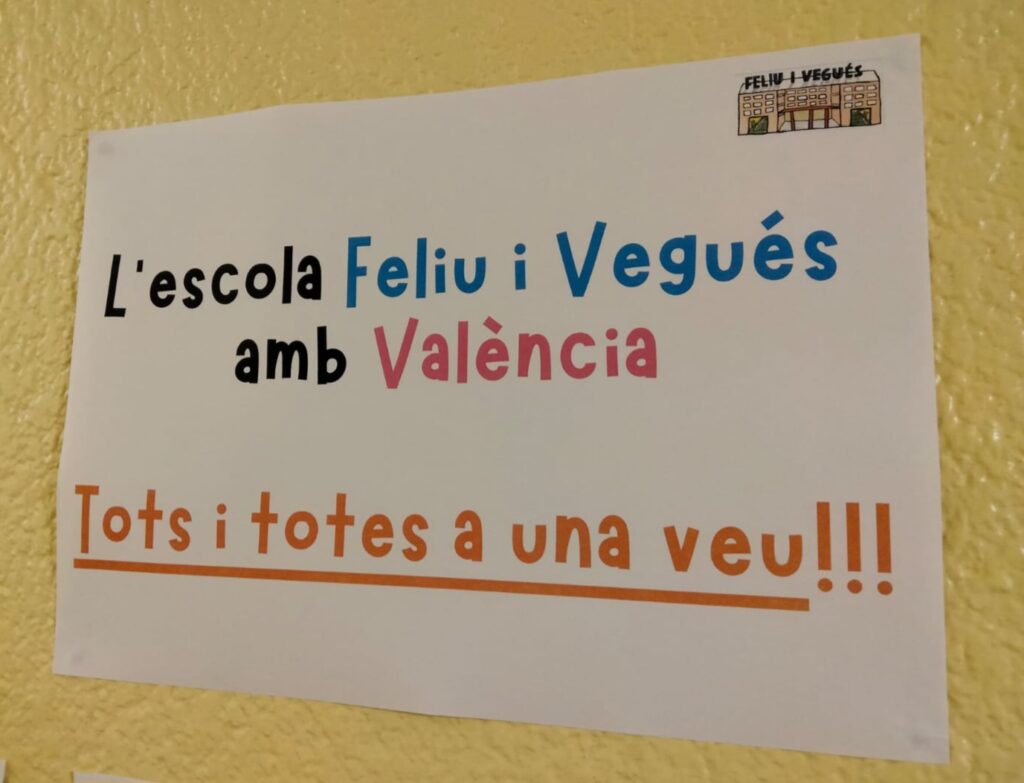 FELIU I VEGUÉS
L'escola Feliu i Vegués
amb València
Tots i totes a una veu!!!